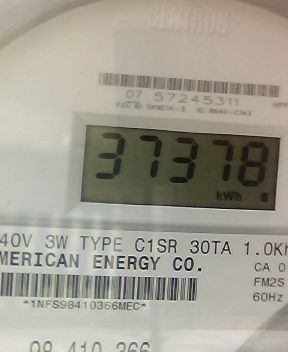 CENTRON
07 57245311
37378
kWh
40V 3W TYPE C1SR 30TA 1.0Kh
MERICAN ENERGY CO.
CA 0
FM2S
60Hz
*1NFS98410366MEC*
98 410 366